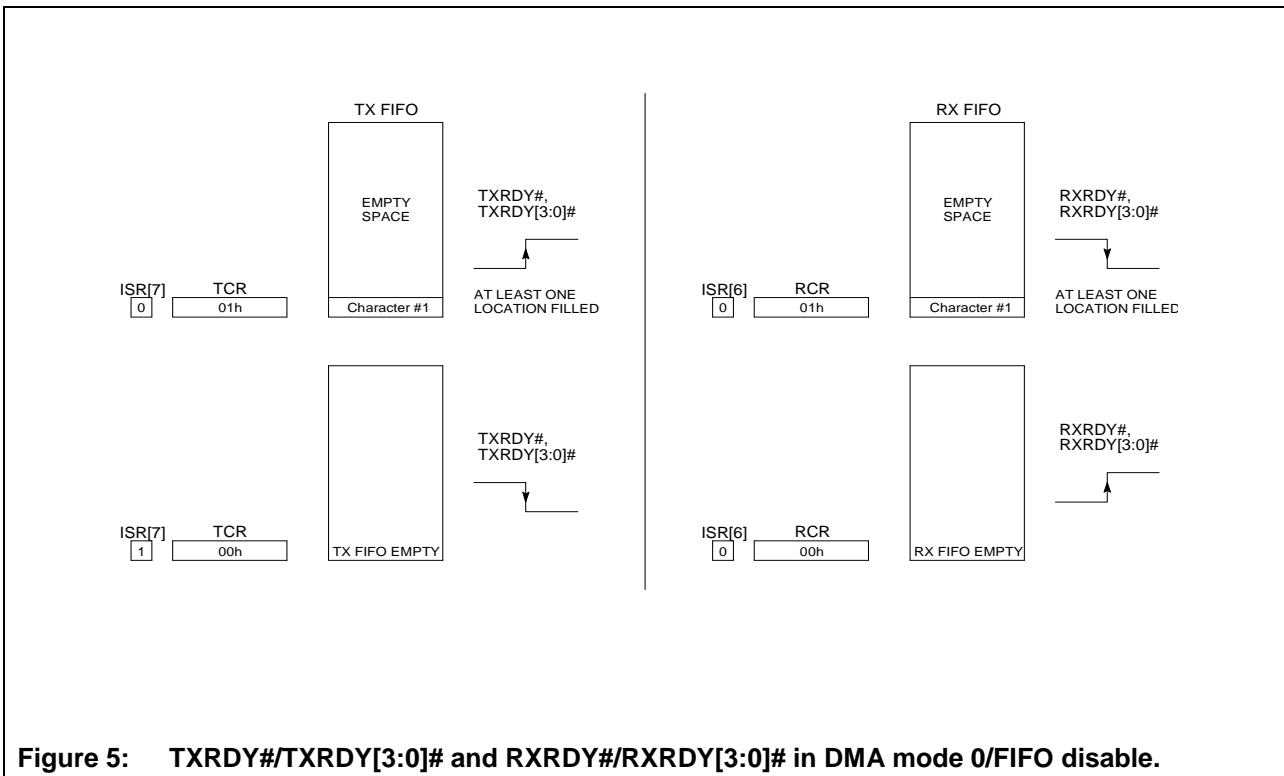 TX FIFO
EMPTY
SPACE
TXRDY#,
TXRDY[3:0]#
ISR[7] TCR
0 01h
Character #1
AT LEAST ONE
LOCATION FILLED
TXRDY#,
TXRDY[3:0]#
ISR[7] TCR
1 00h
TX FIFO EMPTY
RX FIFO
EMPTY
SPACE
RXRDY#,
RXRDY[3:0]#
ISR[6] RCR
0 01h
Character #1
AT LEAST ONE
LOCATION FILLED
RXRDY#,
RXRDY[3:0]#
ISR[6] RCR
0 00h
RX FIFO EMPTY
Figure 5: TXRDY#/TXRDY[3:0]# and RXRDY#/RXRDY[3:0]# in DMA mode 0/FIFO disable.